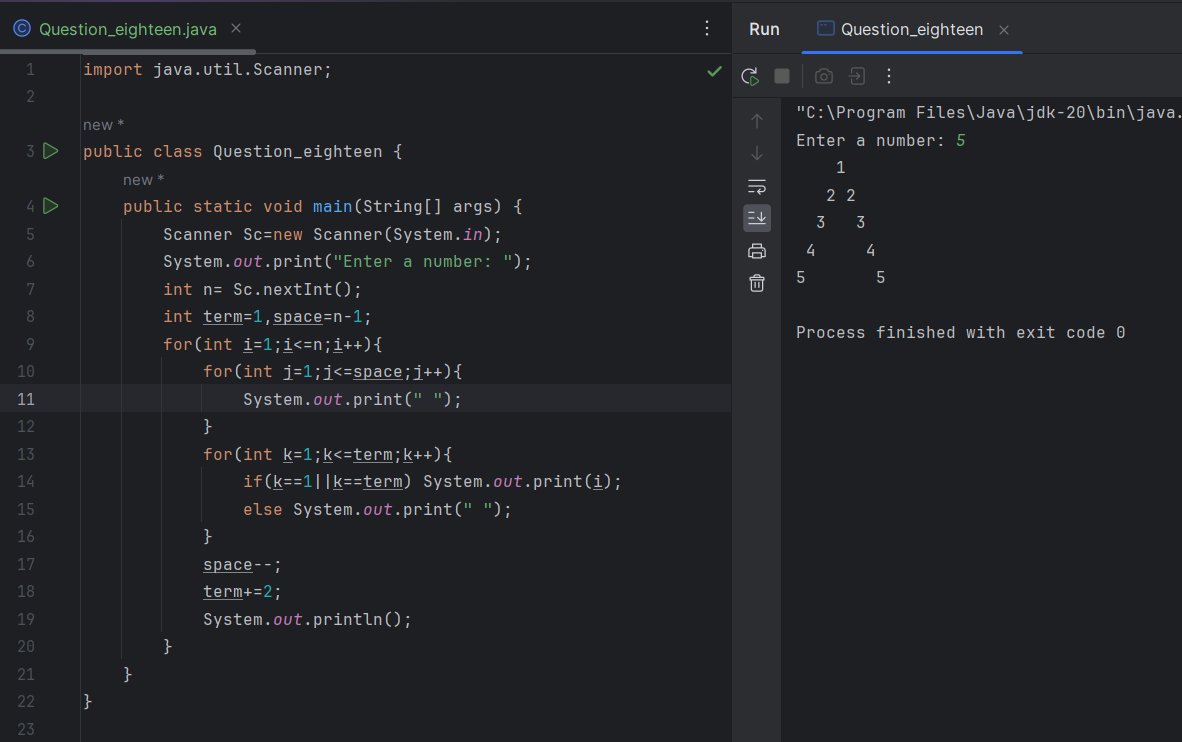 Question_eighteen.java
1 import java.util.Scanner;
2
new *
3 public class Question_eighteen {
new *
4     public static void main(String[] args) {
5         Scanner Sc=new Scanner(System.in);
6         System.out.print("Enter a number: ");
7         int n= Sc.nextInt();
8         int term=1,space=n-1;
9         for(int i=1;i<=n;i++){
10             for(int j=1;j<=space;j++){
11                 System.out.print(" ");
12             }
13             for(int k=1;k<=term;k++){
14                 if(k==1||k==term) System.out.print(i);
15                 else System.out.print(" ");
16             }
17             space--;
18             term+=2;
19             System.out.println();
20         }
21     }
22 }
23
Run Question_eighteen
"C:\Program Files\Java\jdk-20\bin\java.
Enter a number: 5
    1
   2 2
  3   3
 4     4
5       5
Process finished with exit code 0